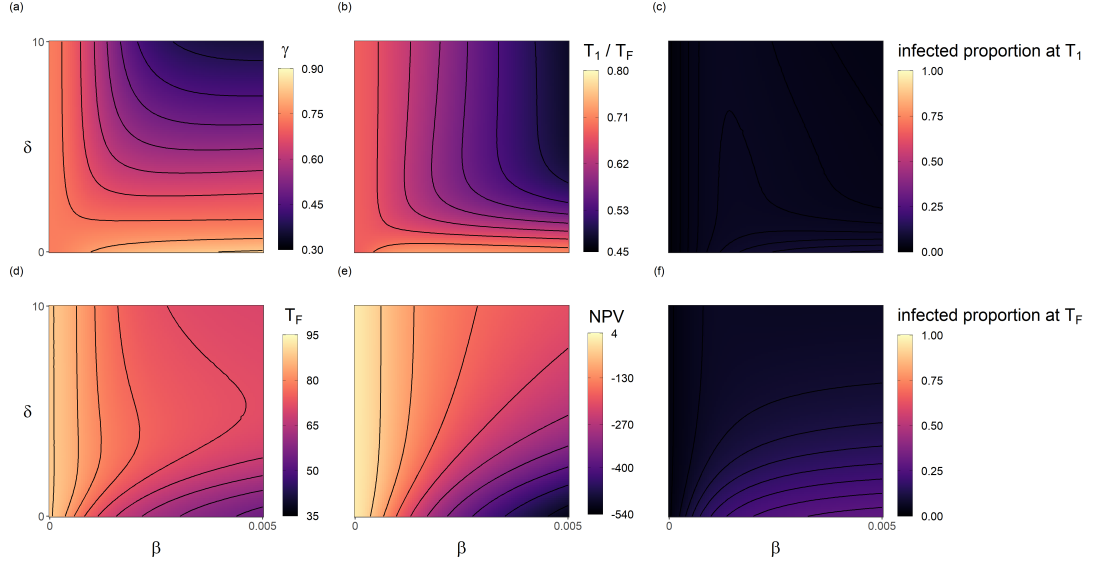 (a)
(b)
(c)
10
δ
0
γ
0.90
0.75
0.60
0.45
0.30
T1 / TF
0.80
0.71
0.62
0.53
0.45
infected proportion at T1
1.00
0.75
0.50
0.25
0.00
(d)
(e)
(f)
10
δ
0
0
0.005
β
TF
95
80
65
50
35
0
0.005
β
NPV
4
-130
-270
-400
-540
0
0.005
β
infected proportion at TF
1.00
0.75
0.50
0.25
0.00